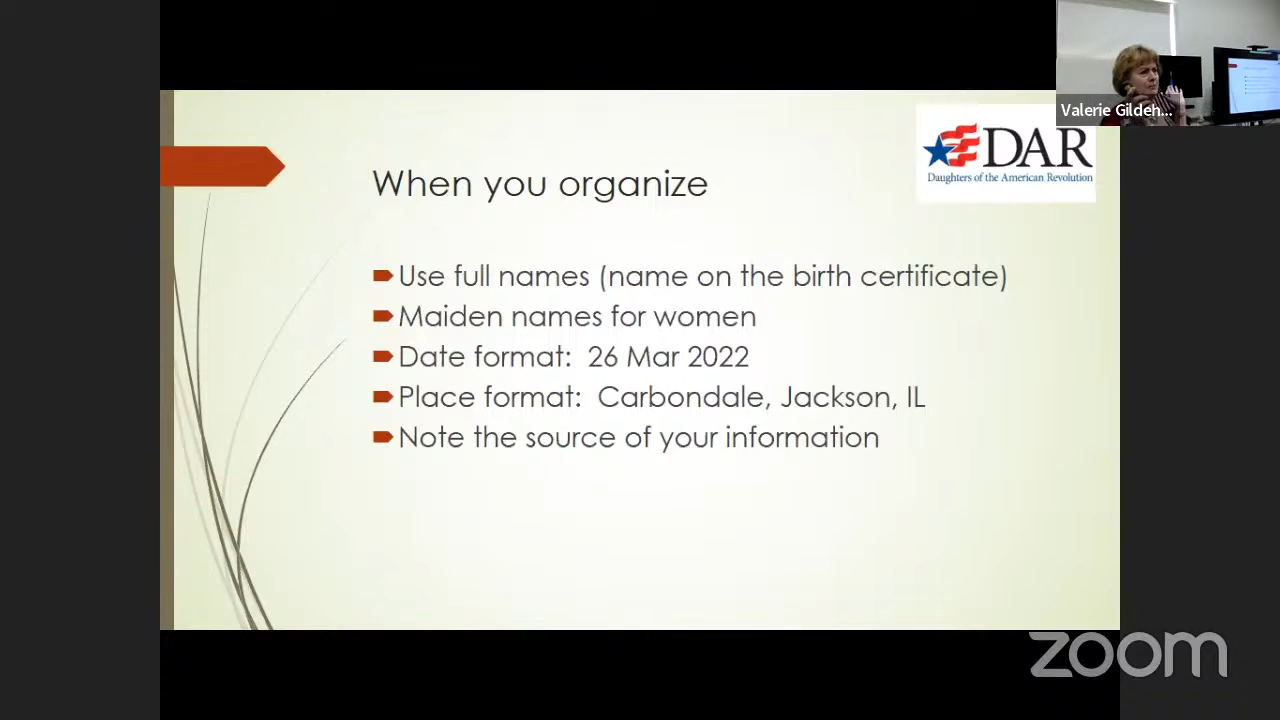 Valerie Gildeh...
DAR
Daughters of the American Revolution
When you organize
Use full names (name on the birth certificate)
Maiden names for women
Date format:  26 Mar 2022
Place format:  Carbondale, Jackson, IL
Note the source of your information
zoom